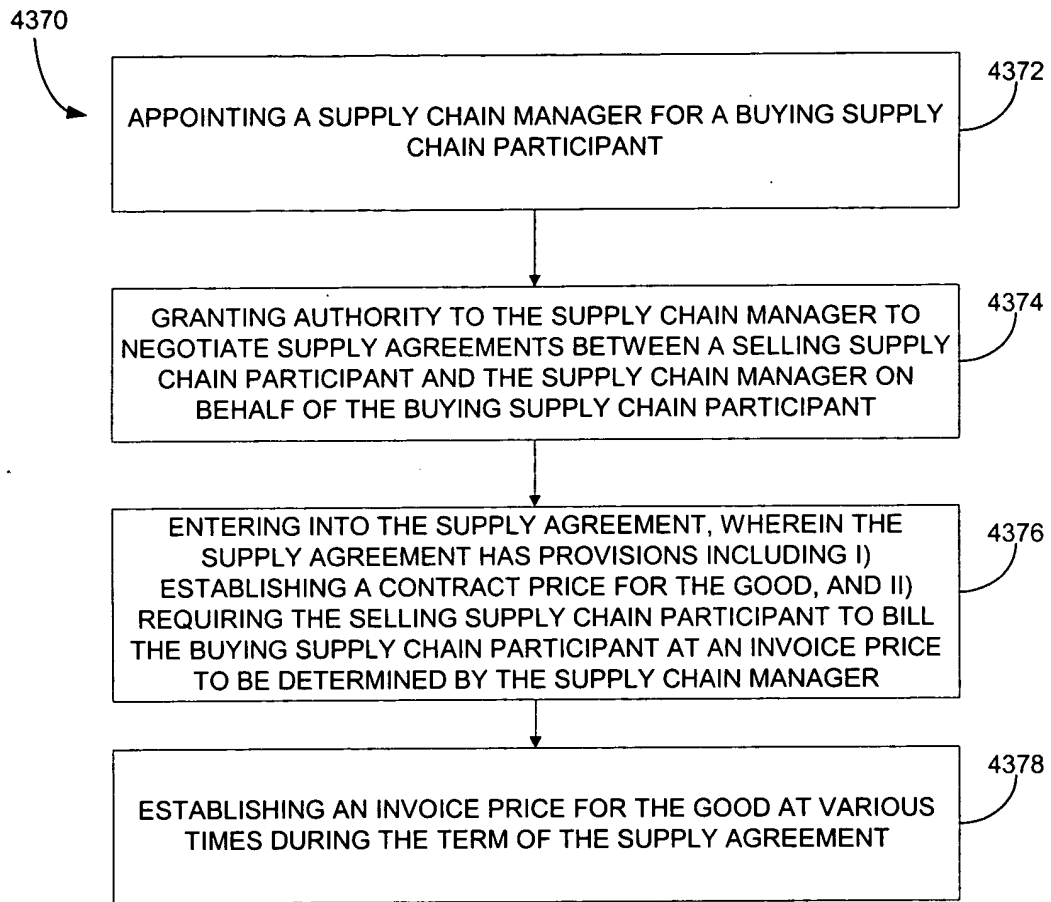 4370
4372
APPOINTING A SUPPLY CHAIN MANAGER FOR A BUYING SUPPLY
CHAIN PARTICIPANT
4374
GRANTING AUTHORITY TO THE SUPPLY CHAIN MANAGER TO
NEGOTIATE SUPPLY AGREEMENTS BETWEEN A SELLING SUPPLY
CHAIN PARTICIPANT AND THE SUPPLY CHAIN MANAGER ON
BEHALF OF THE BUYING SUPPLY CHAIN PARTICIPANT
4376
ENTERING INTO THE SUPPLY AGREEMENT, WHEREIN THE
SUPPLY AGREEMENT HAS PROVISIONS INCLUDING I)
ESTABLISHING A CONTRACT PRICE FOR THE GOOD, AND II)
REQUIRING THE SELLING SUPPLY CHAIN PARTICIPANT TO BILL
THE BUYING SUPPLY CHAIN PARTICIPANT AT AN INVOICE PRICE
TO BE DETERMINED BY THE SUPPLY CHAIN MANAGER
4378
ESTABLISHING AN INVOICE PRICE FOR THE GOOD AT VARIOUS
TIMES DURING THE TERM OF THE SUPPLY AGREEMENT